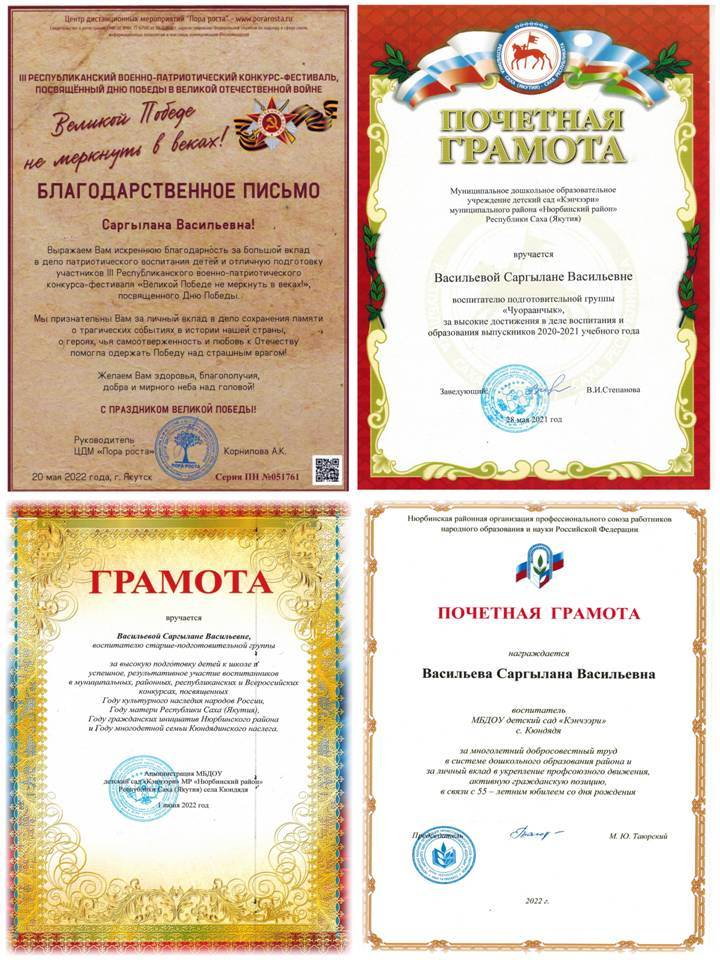 Центр дистанционных мероприятий "Пора роста" - www.porarosta.ru
III РЕСПУБЛИКАНСКИЙ ВОЕННО-ПАТРИОТИЧЕСКИЙ КОНКУРС-ФЕСТИВАЛЬ,
ПОСВЯЩЁННЫЙ ДНЮ ПОБЕДЫ В ВЕЛИКОЙ ОТЕЧЕСТВЕННОЙ ВОЙНЕ
Великой Победе
не меркнуть в веках!
БЛАГОДАРСТВЕННОЕ ПИСЬМО
Саргылана Васильевна!
Выражаем Вам искреннюю благодарность за большой вклад
в дело патриотического воспитания детей и отличную подготовку
участников III Республиканского военно-патриотического
конкурса-фестиваля «Великой Победе не меркнуть в веках!»,
посвященного Дню Победы.
Мы признательны Вам за личный вклад в дело сохранения памяти
о трагических событиях в истории нашей страны,
о героях, чья самоотверженность и любовь к Отечеству
помогла одержать Победу над страшным врагом!
Желаем Вам здоровья, благополучия,
добра и мирного неба над головой!
С ПРАЗДНИКОМ ВЕЛИКОЙ ПОБЕДЫ!
Руководитель
ЦДМ «Пора роста» Корнилова А.К.
ПОРА РОСТА
20 мая 2022 года, г. Якутск Серия ПН №051761
ПОЧЕТНАЯ
ГРАМОТА
Муниципальное дошкольное образовательное
учреждение детский сад «Кэнчээри»
муниципального района «Нюрбинский район»
Республики Саха (Якутия)
вручается
Васильевой Саргылане Васильевне
воспитателю подготовительной группы
«Чуораанчык»,
за высокие достижения в деле воспитания и
образования выпускников 2020-2021 учебного года
Заведующий: В.И.Степанова
28 мая 2021 год
ГРАМОТА
вручается
Васильевой Саргылане Васильевне,
воспитателю старше-подготовительной группы
за высокую подготовку детей к школе и
успешное, результативное участие воспитанников
в муниципальных, районных, республиканских и Всероссийских
конкурсах, посвященных
Году культурного наследия народов России,
Году матери Республики Саха (Якутия),
Году гражданских инициатив Нюрбинского района
и Году многодетной семьи Кюндядинского наслега.
Администрация МБДОУ
детский сад «Кэнчээри» МР «Нюрбинский район»
Республики Саха (Якутия) села Кюндядя
1 июня 2022 год
Нюрбинская районная организация профессионального союза работников
народного образования и науки Российской Федерации
ПОЧЕТНАЯ ГРАМОТА
награждается
Васильева Саргылана Васильевна
воспитатель
МБДОУ детский сад «Кэнчээри»
с. Кюндядя
за многолетний добросовестный труд
в системе дошкольного образования района и
за личный вклад в укрепление профсоюзного движения,
активную гражданскую позицию,
в связи с 55 – летним юбилеем со дня рождения
Председатель М. Ю. Таюрский
2022 г.